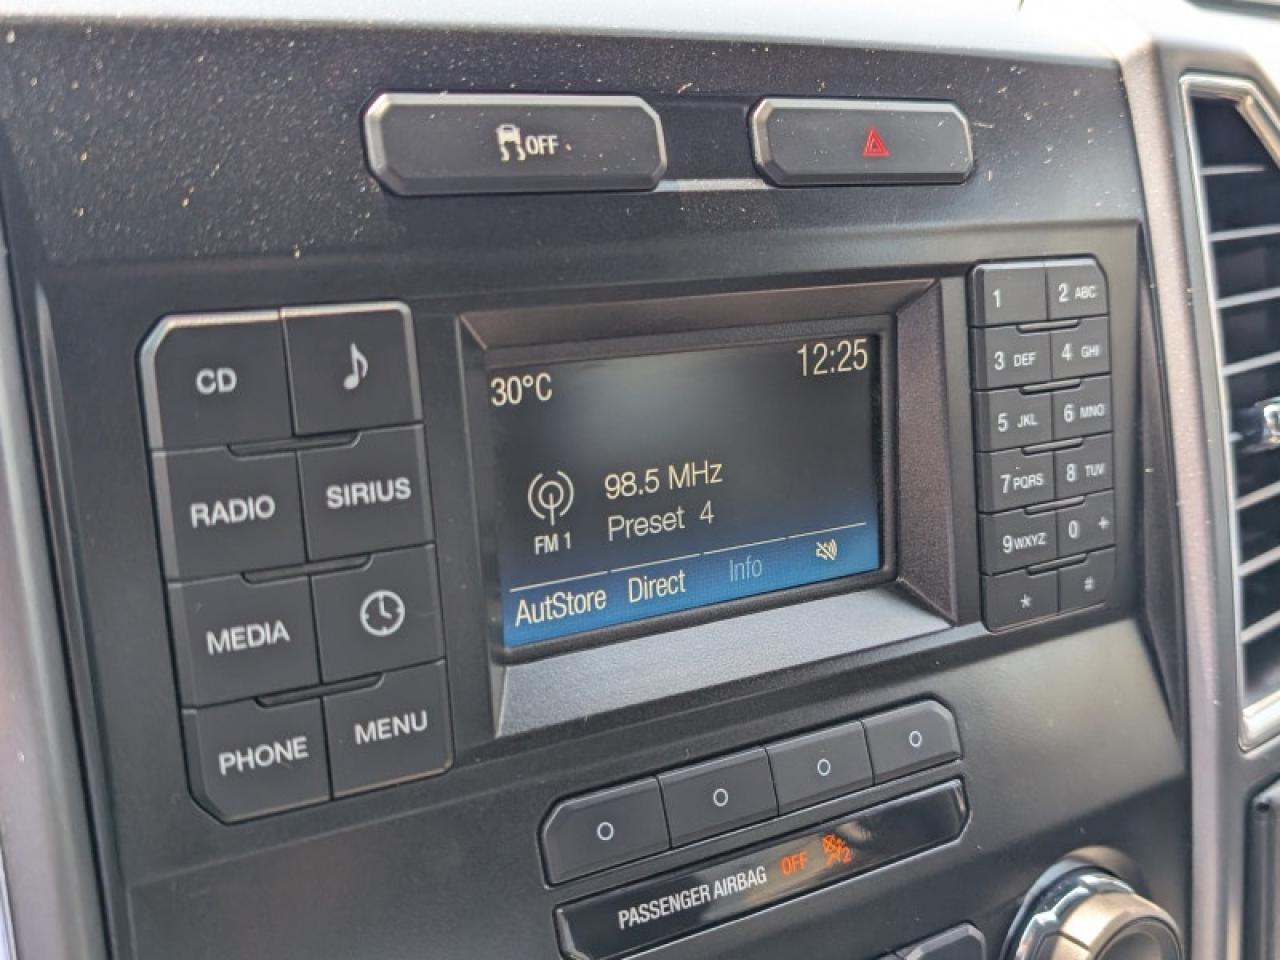 OFF
CD
RADIO
SIRIUS
MEDIA
PHONE
MENU
30°C
12:25
98.5 MHz
FM 1
Preset 4
AutStore Direct Info
1 2 ABC
3 DEF 4 GHI
5 JKL 6 MNO
7 PQRS 8 TUV
9 WXYZ 0 +
* #
PASSENGER AIRBAG OFF 2